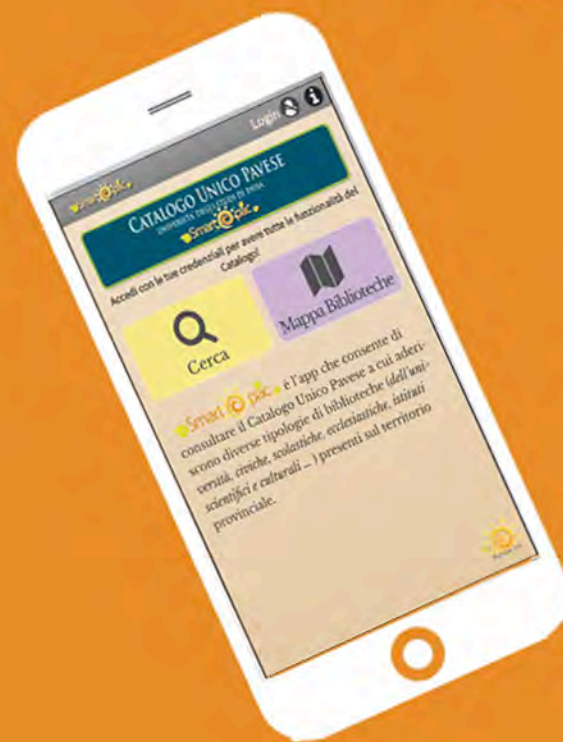 Login
Smart@pac
CATALOGO UNICO PAVESE
UNIVERSITÀ DEGLI STUDI DI PAVIA
Smart@pac
Accedi con le tue credenziali per avere tutte le funzionalità del
Catalogo!
Cerca
Mappa Biblioteche
Smart@pac è l'app che consente di
consultare il Catalogo Unico Pavese a cui aderi-
scono diverse tipologie di biblioteche (dell'uni-
versità, civiche, scolastiche, ecclesiastiche, istituti
scientifici e culturali ... ) presenti sul territorio
provinciale.